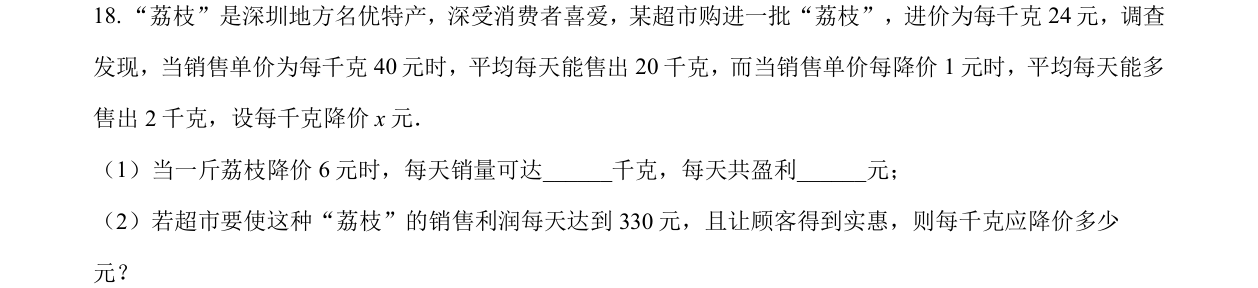 18. “荔枝”是深圳地方名优特产，深受消费者喜爱，某超市购进一批“荔枝”，进价为每千克 24 元，调查
发现，当销售单价为每千克 40 元时，平均每天能售出 20 千克，而当销售单价每降价 1 元时，平均每天能多
售出 2 千克，设每千克降价 x 元．
（1）当一斤荔枝降价 6 元时，每天销量可达______千克，每天共盈利______元；
（2）若超市要使这种“荔枝”的销售利润每天达到 330 元，且让顾客得到实惠，则每千克应降价多少
元？